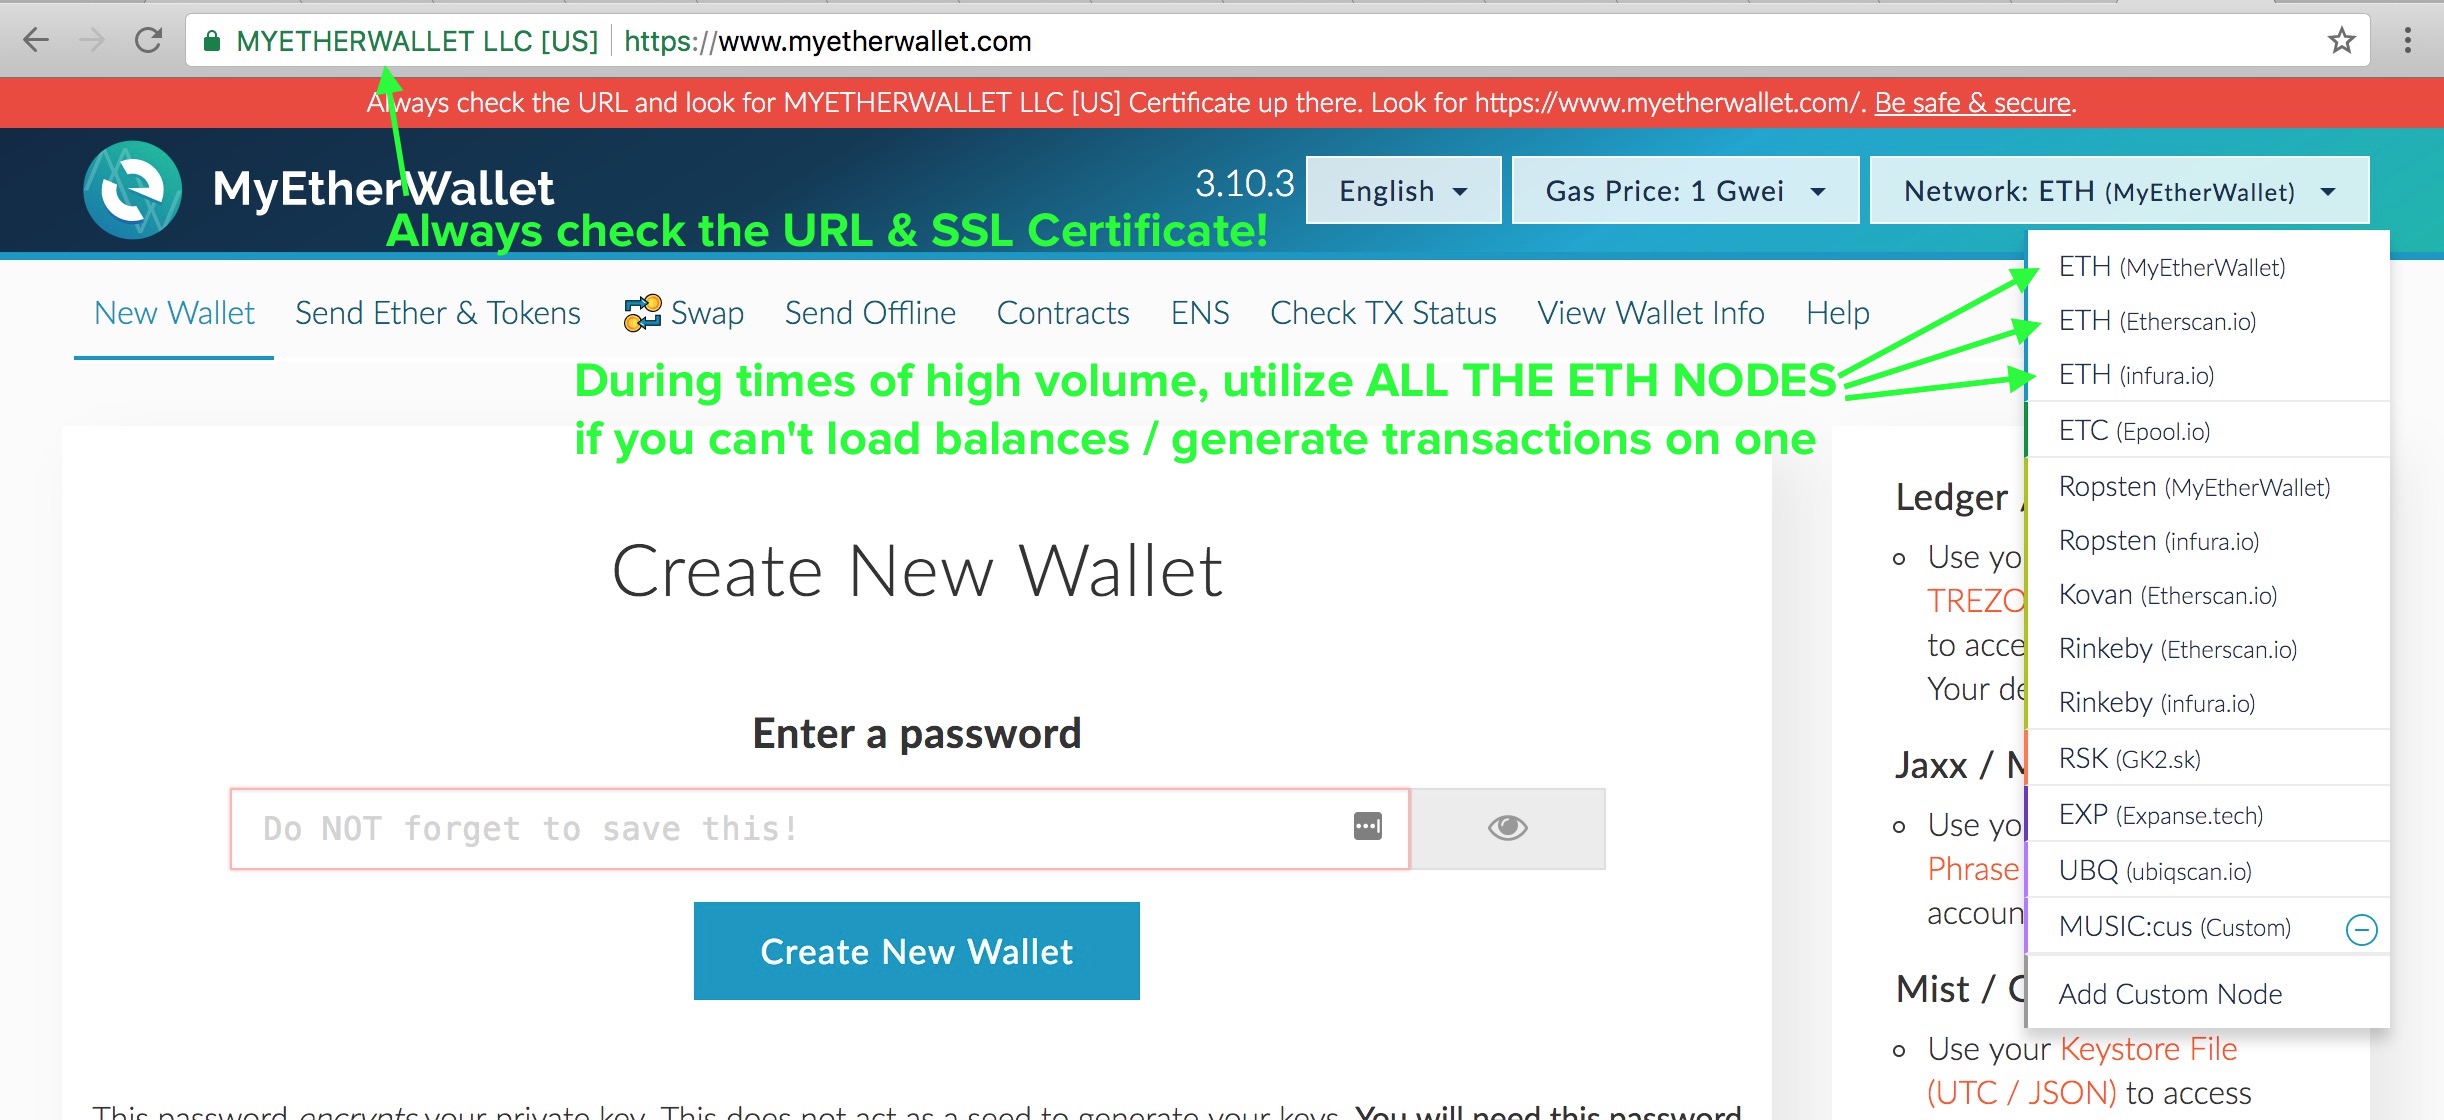 MYETHERWALLET LLC [US] https://www.myetherwallet.com
Always check the URL and look for MYETHERWALLET LLC [US] Certificate up there. Look for https://www.myetherwallet.com/. Be safe & secure.
MyEtherWallet
3.10.3
English
Gas Price: 1 Gwei
Network: ETH (MyEtherWallet)
Always check the URL & SSL Certificate!
New Wallet
Send Ether & Tokens
Swap
Send Offline
Contracts
ENS
Check TX Status
View Wallet Info
Help
During times of high volume, utilize ALL THE ETH NODES
if you can't load balances / generate transactions on one
ETH (MyEtherWallet)
ETH (Etherscan.io)
ETH (infura.io)
ETC (Epool.io)
Ropsten (MyEtherWallet)
Ropsten (infura.io)
Kovan (Etherscan.io)
Rinkeby (Etherscan.io)
Rinkeby (infura.io)
RSK (GK2.sk)
EXP (Expanse.tech)
UBQ (ubiqscan.io)
MUSIC:cus (Custom)
Add Custom Node
Create New Wallet
Enter a password
Do NOT forget to save this!
Create New Wallet
This password encrypts your private key. This does not act as a seed to generate your keys. You will need this password
Ledger /
Use yo
TREZO
to acce
Your de
Jaxx / M
Use yo
Phrase
accoun
Mist /
Use your Keystore File
(UTC / JSON) to access